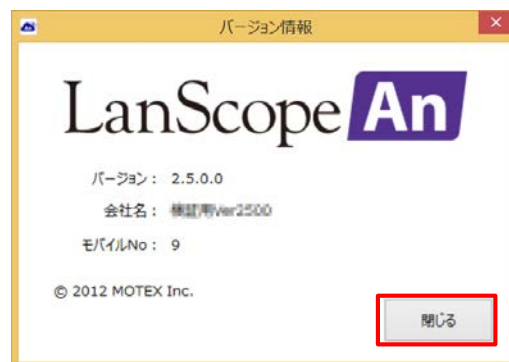 バージョン情報
LanScope An
バージョン： 2.5.0.0
会社名：
モバイルNo： 9
© 2012 MOTEX Inc.
閉じる